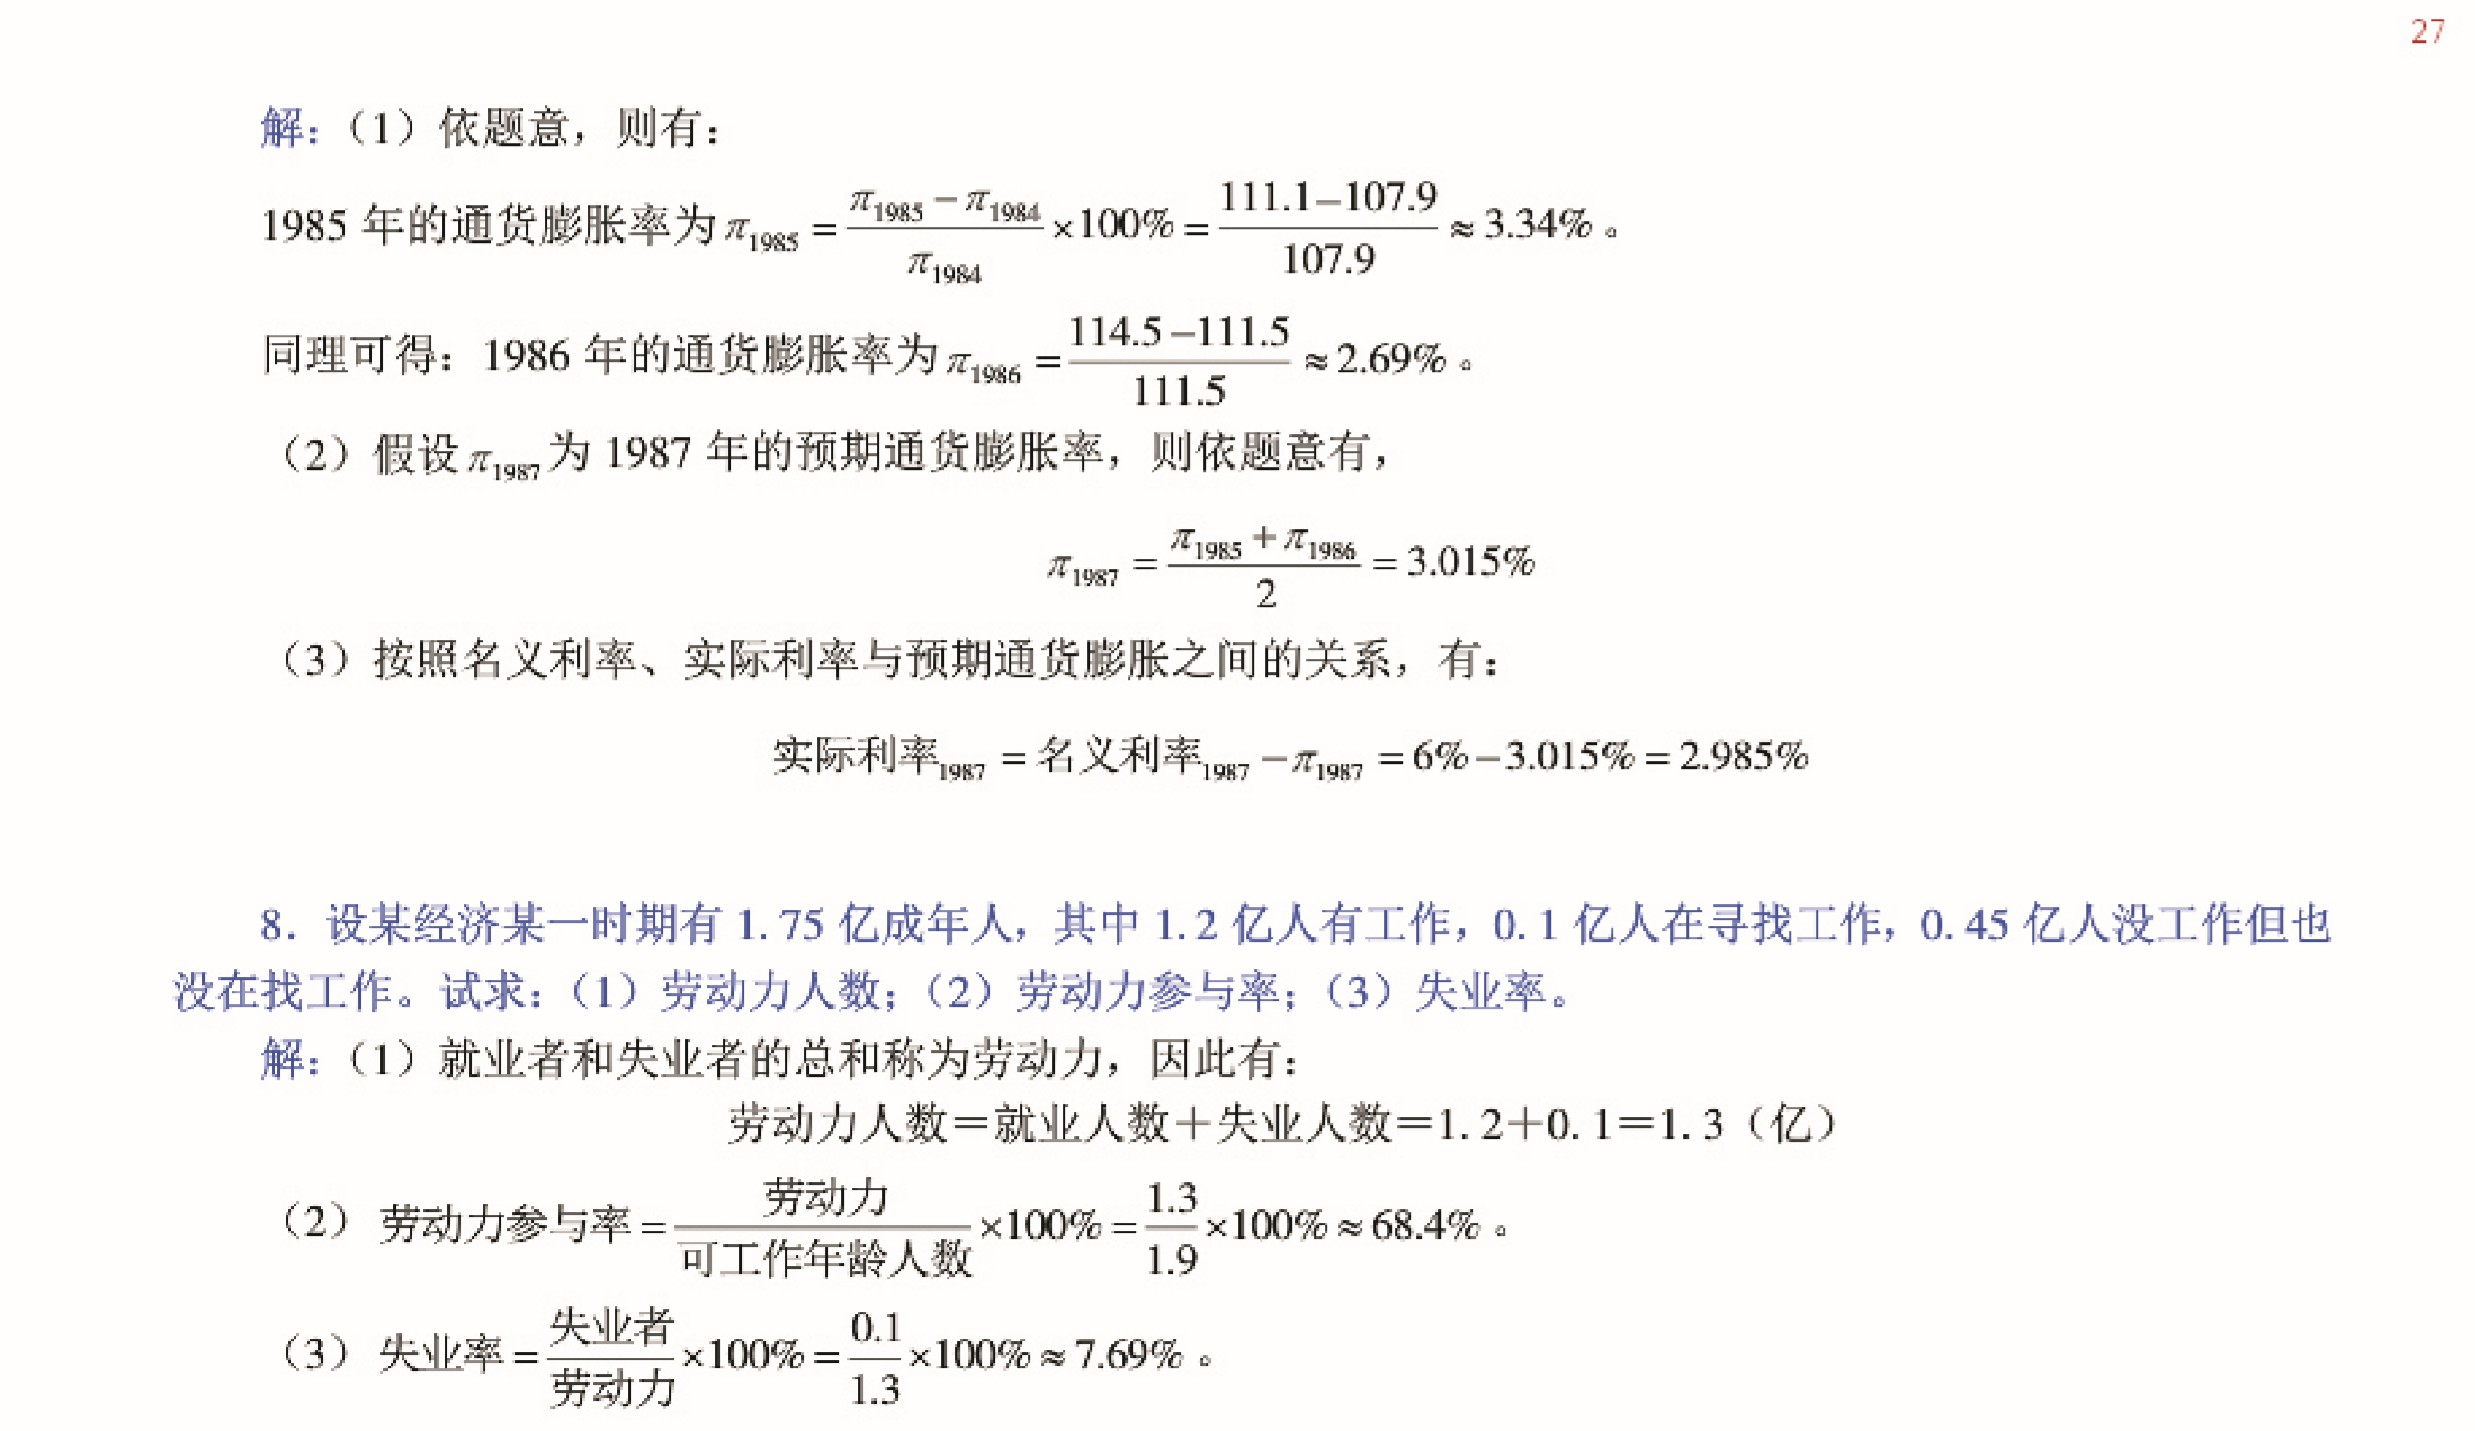 27
解:（1）依题意，则有：
1985 年的通货膨胀率为 π₁₉₈₅ = (π₁₉₈₅ − π₁₉₈₄)/π₁₉₈₄ ×100% = (111.1−107.9)/107.9 ≈ 3.34% 。
同理可得：1986 年的通货膨胀率为 π₁₉₈₆ = (114.5−111.5)/111.5 ≈ 2.69% 。
（2）假设 π₁₉₈₇ 为 1987 年的预期通货膨胀率，则依题意有，
π₁₉₈₇ = (π₁₉₈₅ + π₁₉₈₆)/2 = 3.015%
（3）按照名义利率、实际利率与预期通货膨胀之间的关系，有：
实际利率₁₉₈₇ = 名义利率₁₉₈₇ − π₁₉₈₇ = 6%−3.015% = 2.985%
8. 设某经济某一时期有 1.75 亿成年人，其中 1.2 亿人有工作，0.1 亿人在寻找工作，0.45 亿人没工作但也
没在找工作。试求：（1）劳动力人数；（2）劳动力参与率；（3）失业率。
解:（1）就业者和失业者的总和称为劳动力，因此有：
劳动力人数＝就业人数＋失业人数＝1.2＋0.1＝1.3（亿）
（2） 劳动力参与率 = 劳动力/可工作年龄人数 ×100% = 1.3/1.9 ×100% ≈ 68.4% 。
（3） 失业率 = 失业者/劳动力 ×100% = 0.1/1.3 ×100% ≈ 7.69% 。